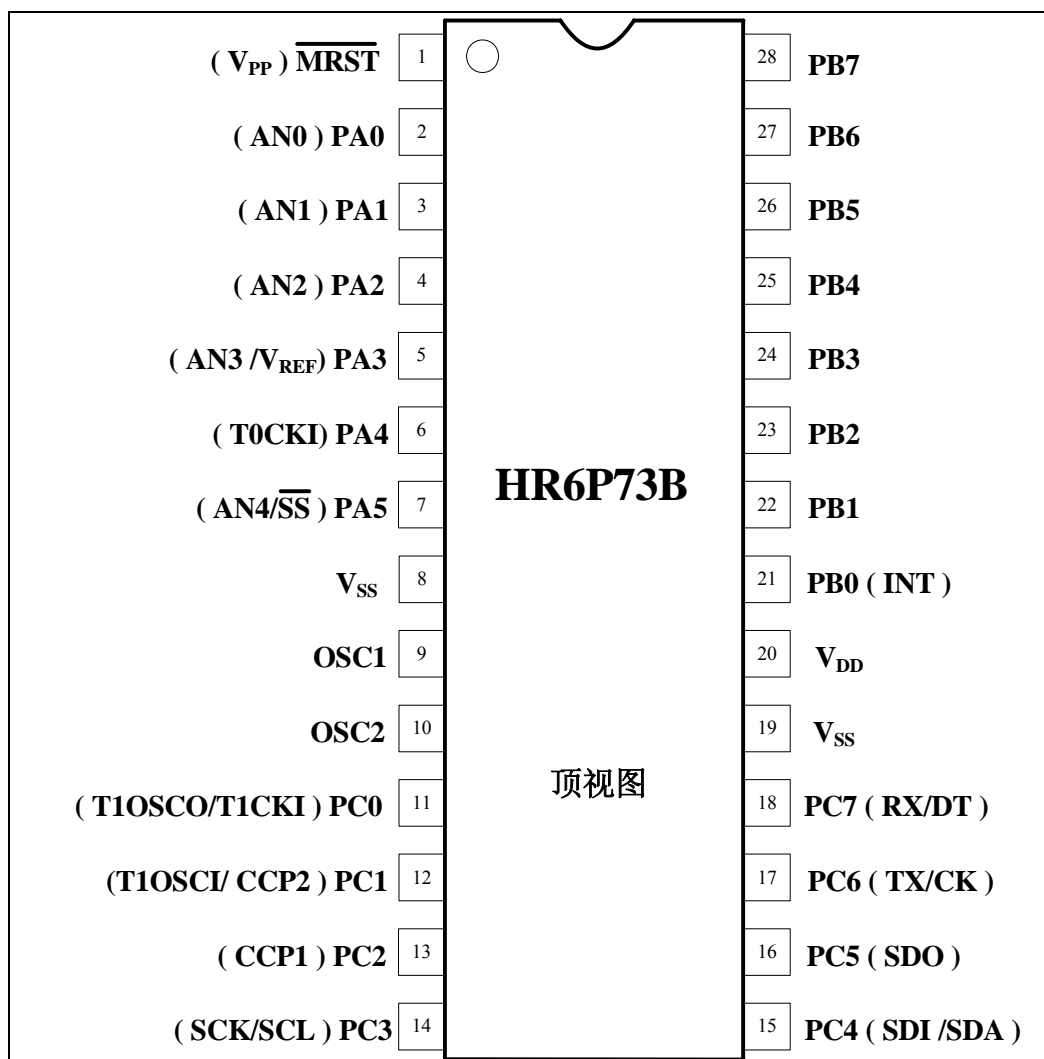 ( VPP ) MRST 1 28 PB7
( AN0 ) PA0 2 27 PB6
( AN1 ) PA1 3 26 PB5
( AN2 ) PA2 4 25 PB4
( AN3 /VREF) PA3 5 24 PB3
( T0CKI) PA4 6 23 PB2
HR6P73B
( AN4/SS ) PA5 7 22 PB1
VSS 8 21 PB0 ( INT )
OSC1 9 20 VDD
OSC2 10 19 VSS
顶视图
( T1OSCO/T1CKI ) PC0 11 18 PC7 ( RX/DT )
(T1OSCI/ CCP2 ) PC1 12 17 PC6 ( TX/CK )
( CCP1 ) PC2 13 16 PC5 ( SDO )
( SCK/SCL ) PC3 14 15 PC4 ( SDI /SDA )